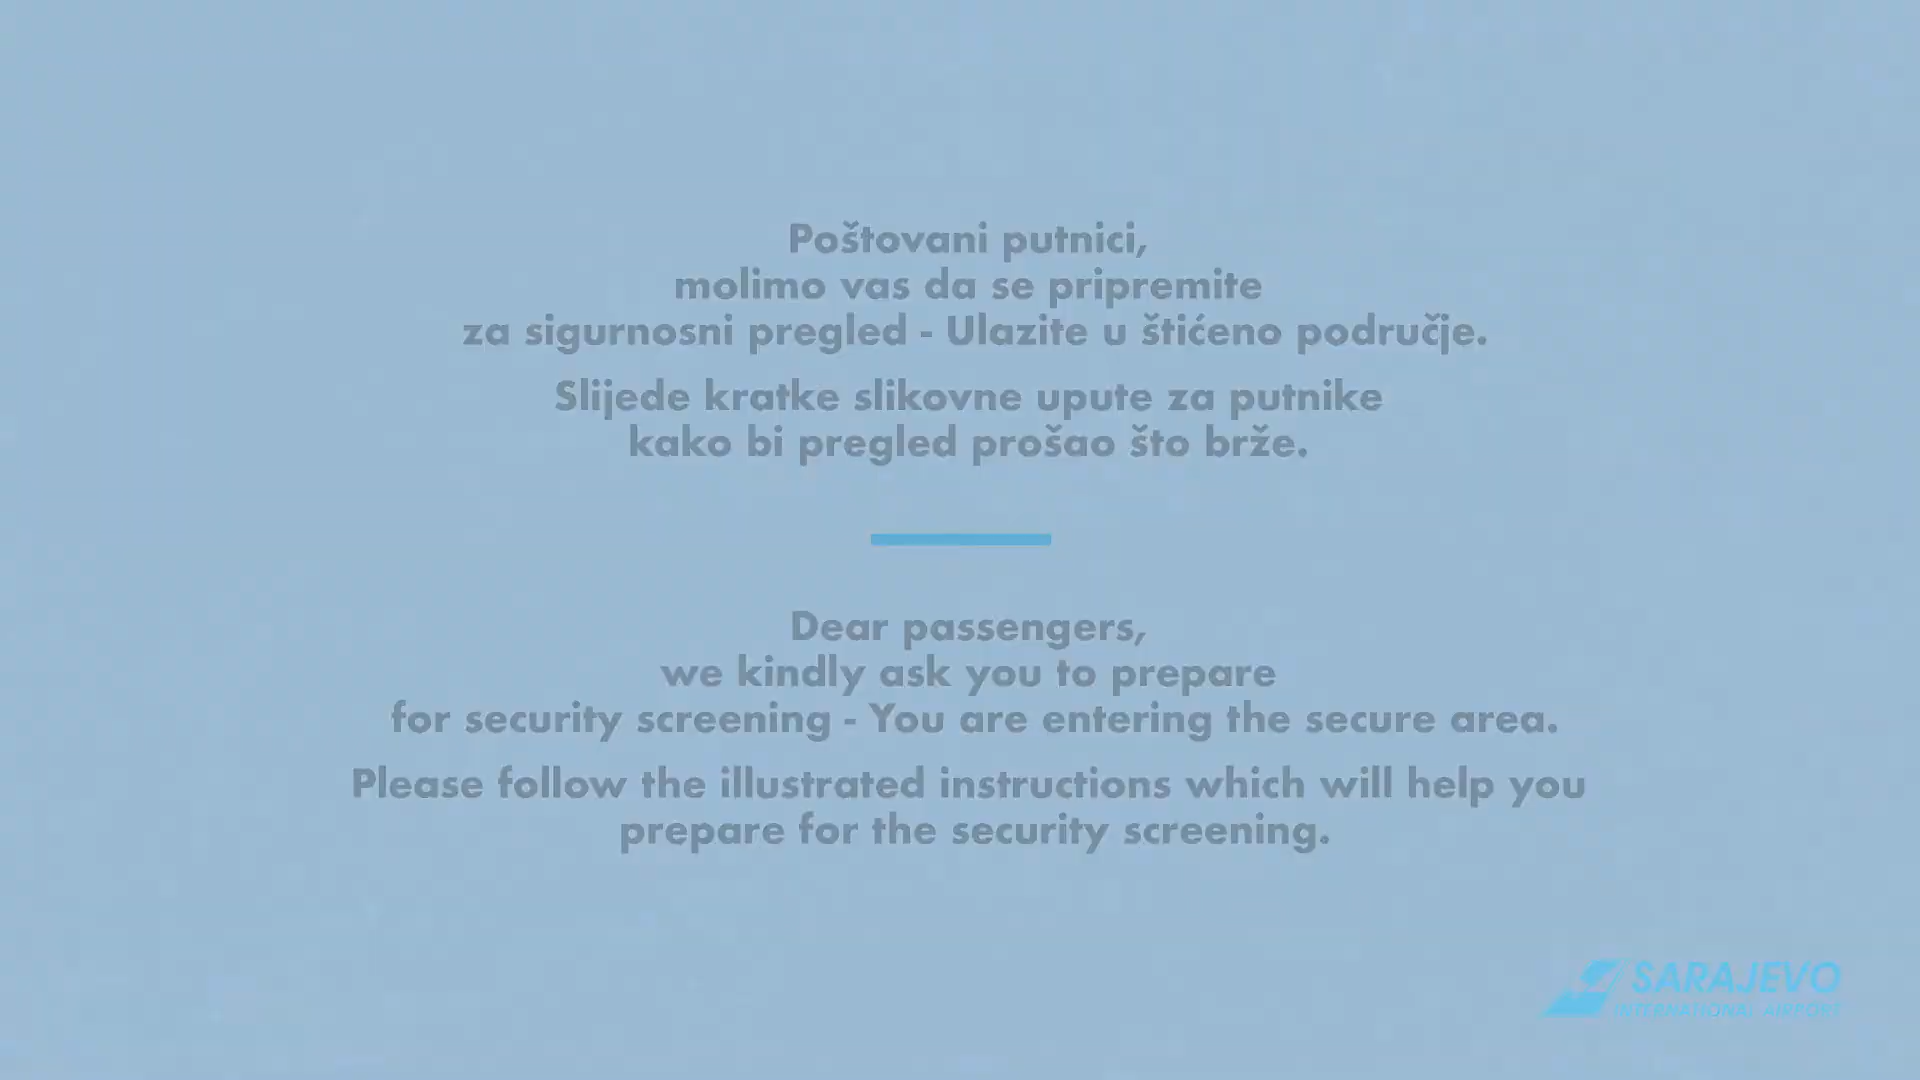 Poštovani putnici,
molimo vas da se pripremite
za sigurnosni pregled - Ulazite u štićeno područje.
Slijede kratke slikovne upute za putnike
kako bi pregled prošao što brže.
Dear passengers,
we kindly ask you to prepare
for security screening - You are entering the secure area.
Please follow the illustrated instructions which will help you
prepare for the security screening.
SARAJEVO
INTERNATIONAL AIRPORT